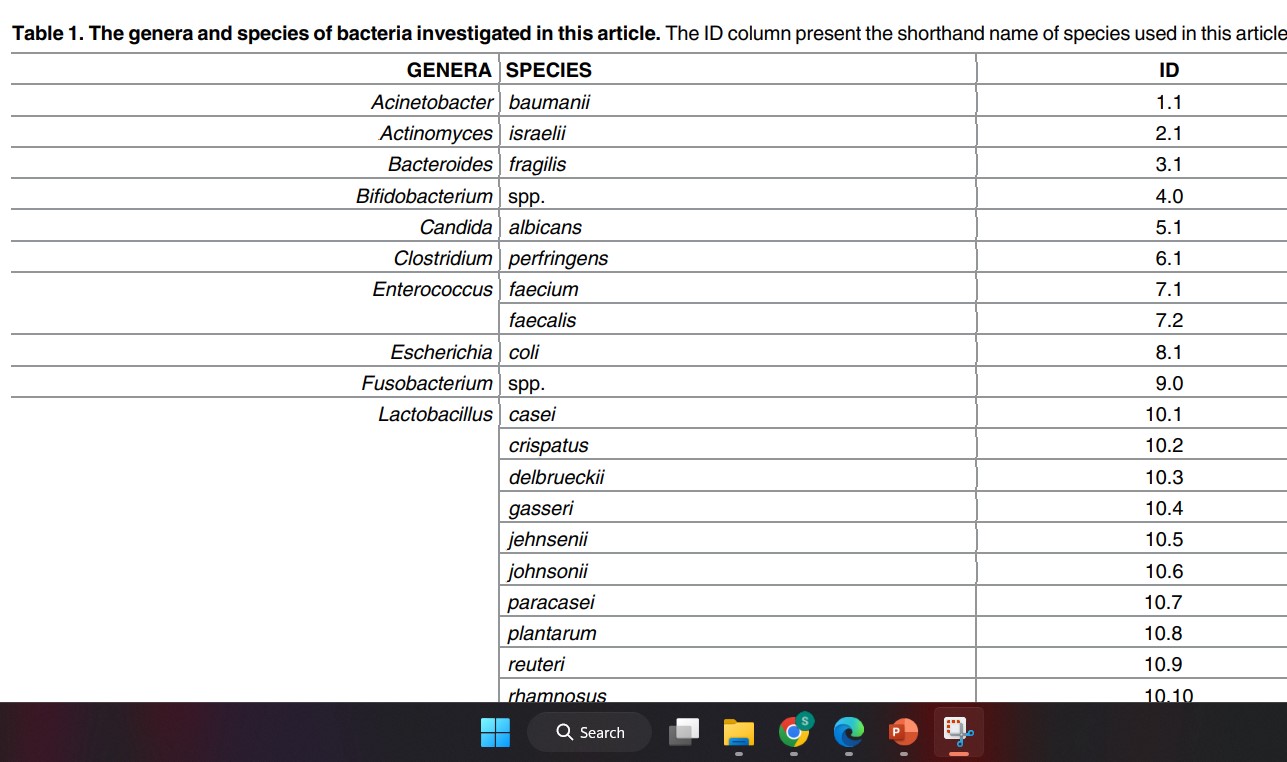 Table 1. The genera and species of bacteria investigated in this article. The ID column present the shorthand name of species used in this article
GENERA SPECIES ID
Acinetobacter baumanii 1.1
Actinomyces israelii 2.1
Bacteroides fragilis 3.1
Bifidobacterium spp. 4.0
Candida albicans 5.1
Clostridium perfringens 6.1
Enterococcus faecium 7.1
faecalis 7.2
Escherichia coli 8.1
Fusobacterium spp. 9.0
Lactobacillus casei 10.1
crispatus 10.2
delbrueckii 10.3
gasseri 10.4
jehnsenii 10.5
johnsonii 10.6
paracasei 10.7
plantarum 10.8
reuteri 10.9
rhamnosus 10.10
Search
S
P